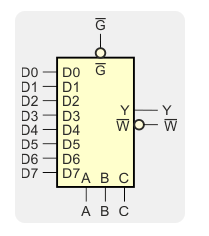 G̅
G̅
D0 D0
D1 D1
D2 D2 Y Y
D3 D3 W̅ W̅
D4 D4
D5 D5
D6 D6
D7 D7
A B C
A B C